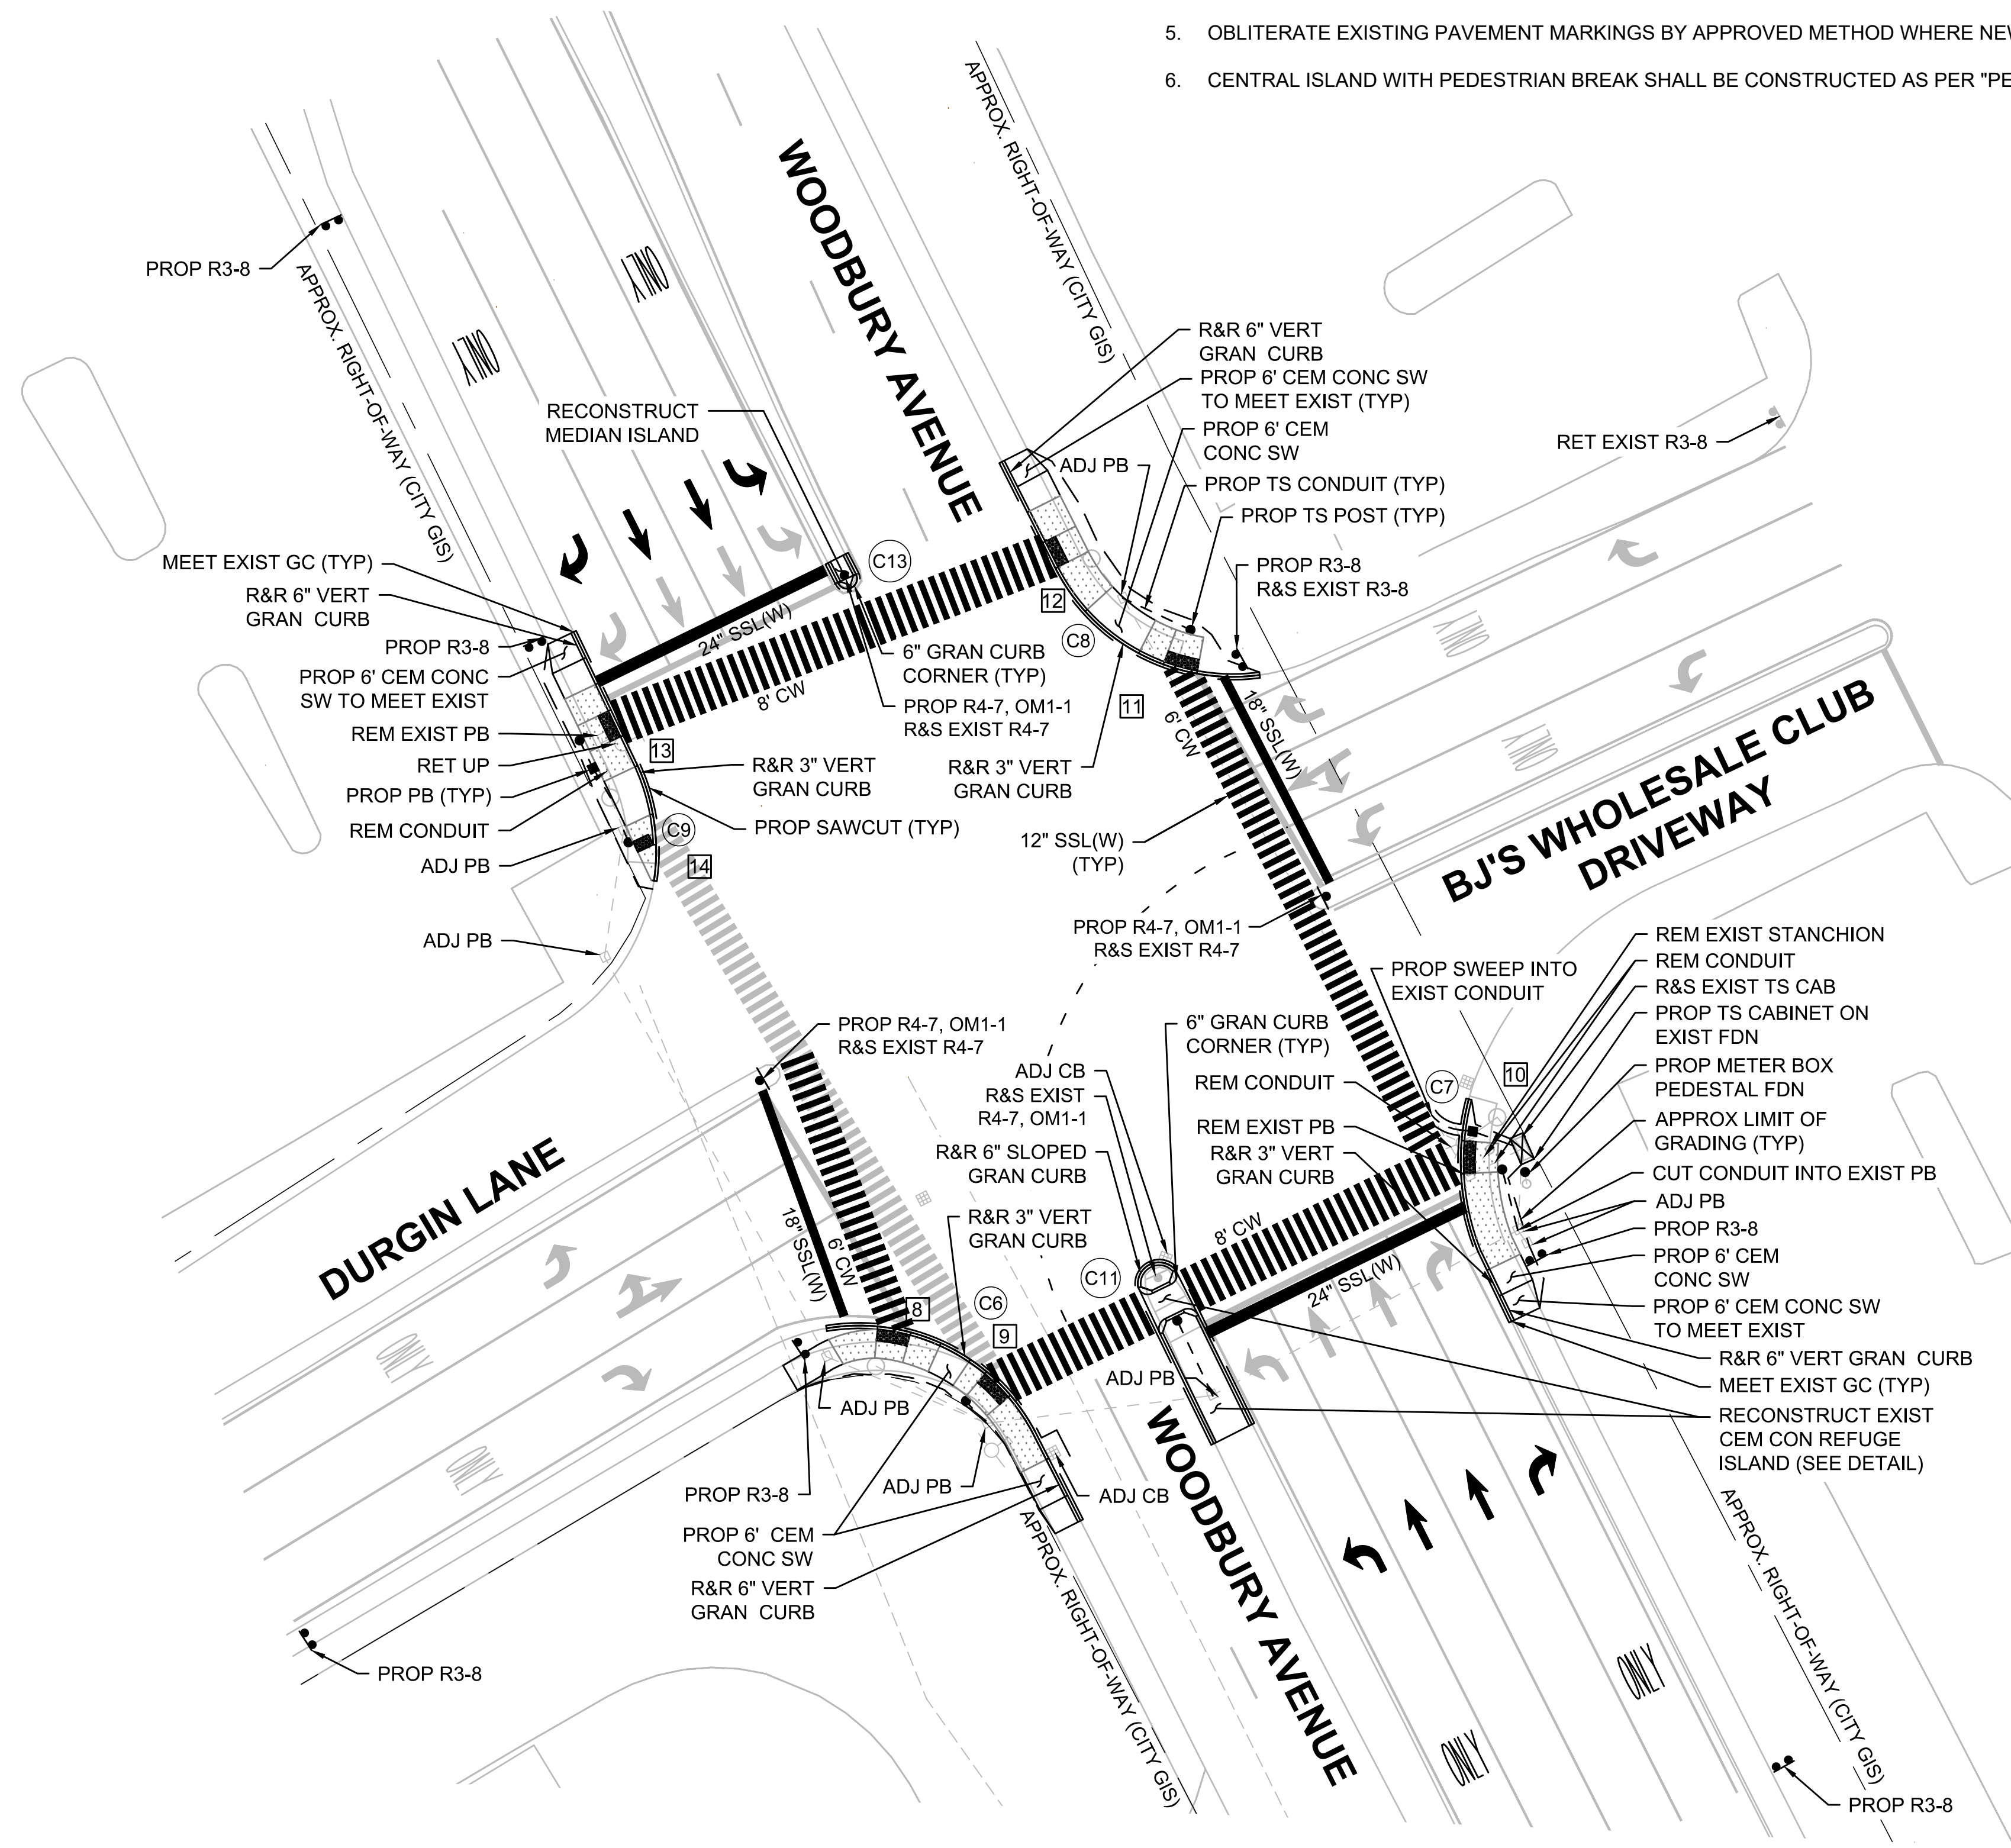 5. OBLITERATE EXISTING PAVEMENT MARKINGS BY APPROVED METHOD WHERE
6. CENTRAL ISLAND WITH PEDESTRIAN BREAK SHALL BE CONSTRUCTED AS PER
WOODBURY AVENUE
APPROX. RIGHT-OF-WAY (CITY GIS)
APPROX. RIGHT-OF-WAY (CITY GIS)
PROP R3-8
ONLY
ONLY
RECONSTRUCT
MEDIAN ISLAND
R&R 6" VERT
GRAN CURB
PROP 6' CEM CONC SW
TO MEET EXIST (TYP)
PROP 6' CEM
CONC SW
ADJ PB
PROP TS CONDUIT (TYP)
PROP TS POST (TYP)
PROP R3-8
R&S EXIST R3-8
RET EXIST R3-8
MEET EXIST GC (TYP)
R&R 6" VERT
GRAN CURB
PROP R3-8
PROP 6' CEM CONC
SW TO MEET EXIST
REM EXIST PB
RET UP
PROP PB (TYP)
REM CONDUIT
ADJ PB
ADJ PB
C13
24" SSL(W)
8' CW
12
C8
11
13
C9
14
6" GRAN CURB
CORNER (TYP)
PROP R4-7, OM1-1
R&S EXIST R4-7
R&R 3" VERT
GRAN CURB
R&R 3" VERT
GRAN CURB
PROP SAWCUT (TYP)
12" SSL(W)
(TYP)
6' CW
18" SSL(W)
ONLY
ONLY
BJ'S WHOLESALE CLUB
DRIVEWAY
PROP R4-7, OM1-1
R&S EXIST R4-7
PROP SWEEP INTO
EXIST CONDUIT
PROP R4-7, OM1-1
R&S EXIST R4-7
6" GRAN CURB
CORNER (TYP)
ADJ CB
R&S EXIST
R4-7, OM1-1
REM CONDUIT
REM EXIST PB
R&R 6" SLOPED
GRAN CURB
R&R 3" VERT
GRAN CURB
R&R 3" VERT
GRAN CURB
C7
10
REM EXIST STANCHION
REM CONDUIT
R&S EXIST TS CAB
PROP TS CABINET ON
EXIST FDN
PROP METER BOX
PEDESTAL FDN
APPROX LIMIT OF
GRADING (TYP)
CUT CONDUIT INTO EXIST PB
ADJ PB
PROP R3-8
PROP 6' CEM
CONC SW
PROP 6' CEM CONC SW
TO MEET EXIST
R&R 6" VERT GRAN CURB
MEET EXIST GC (TYP)
RECONSTRUCT EXIST
CEM CON REFUGE
ISLAND (SEE DETAIL)
DURGIN LANE
18" SSL(W)
6' CW
8
C6
9
C11
8' CW
24" SSL(W)
ONLY
ONLY
ADJ PB
ADJ PB
ADJ PB
ADJ CB
PROP R3-8
PROP 6' CEM
CONC SW
R&R 6" VERT
GRAN CURB
PROP R3-8
WOODBURY AVENUE
APPROX. RIGHT-OF-WAY (CITY GIS)
APPROX. RIGHT-OF-WAY (CITY GIS)
ONLY
ONLY
PROP R3-8